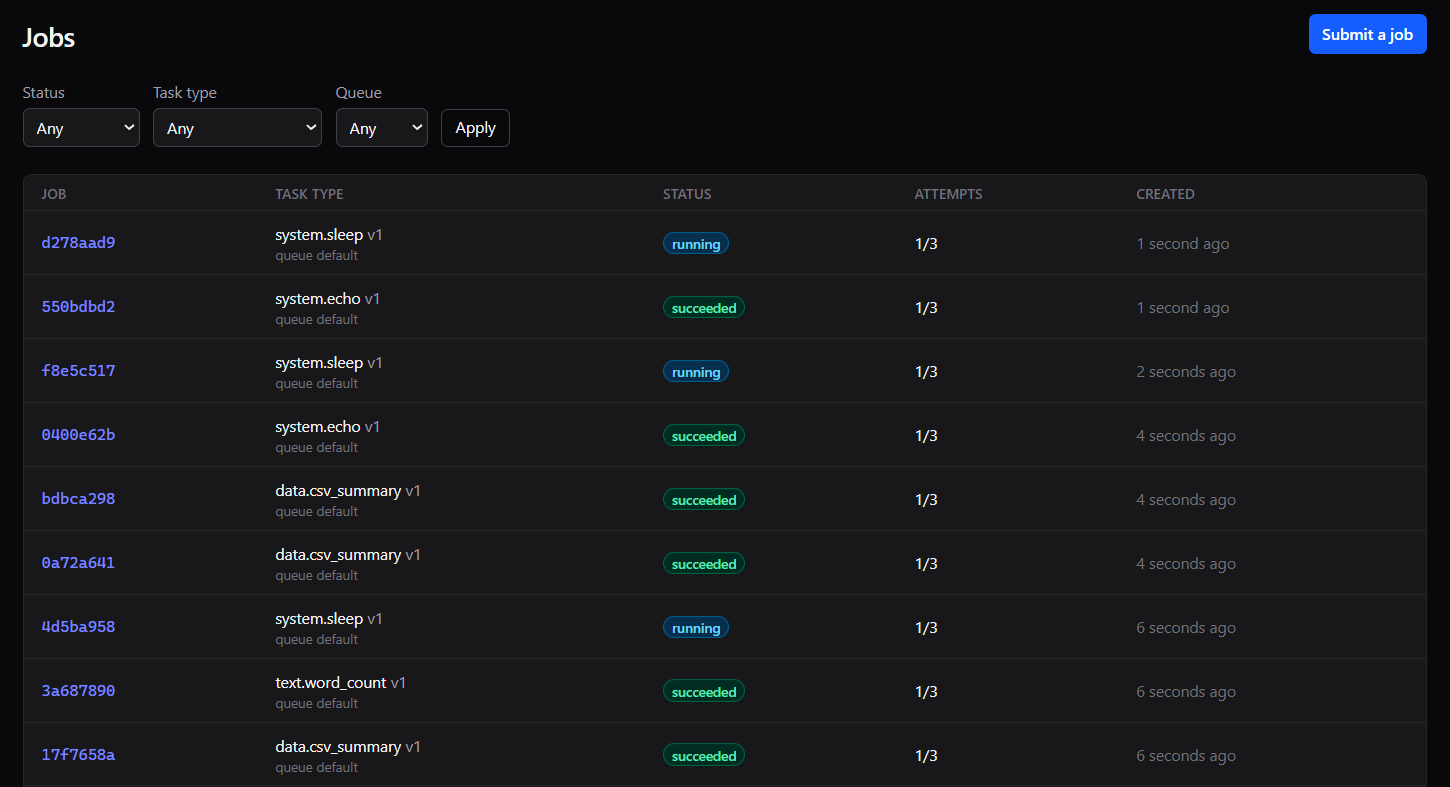 Jobs
Submit a job
Status Task type Queue
Any Any Any Apply
JOB TASK TYPE STATUS ATTEMPTS CREATED
d278aad9 system.sleep v1 running 1/3 1 second ago
queue default
550bdbd2 system.echo v1 succeeded 1/3 1 second ago
queue default
f8e5c517 system.sleep v1 running 1/3 2 seconds ago
queue default
0400e62b system.echo v1 succeeded 1/3 4 seconds ago
queue default
bdbca298 data.csv_summary v1 succeeded 1/3 4 seconds ago
queue default
0a72a641 data.csv_summary v1 succeeded 1/3 4 seconds ago
queue default
4d5ba958 system.sleep v1 running 1/3 6 seconds ago
queue default
3a687890 text.word_count v1 succeeded 1/3 6 seconds ago
queue default
17f7658a data.csv_summary v1 succeeded 1/3 6 seconds ago
queue default